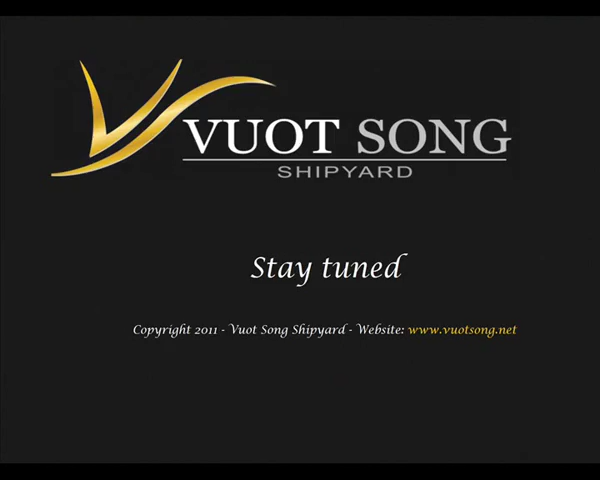 VUOT SONG
SHIPYARD
Stay tuned
Copyright 2011 - Vuot Song Shipyard - Website: www.vuotsong.net